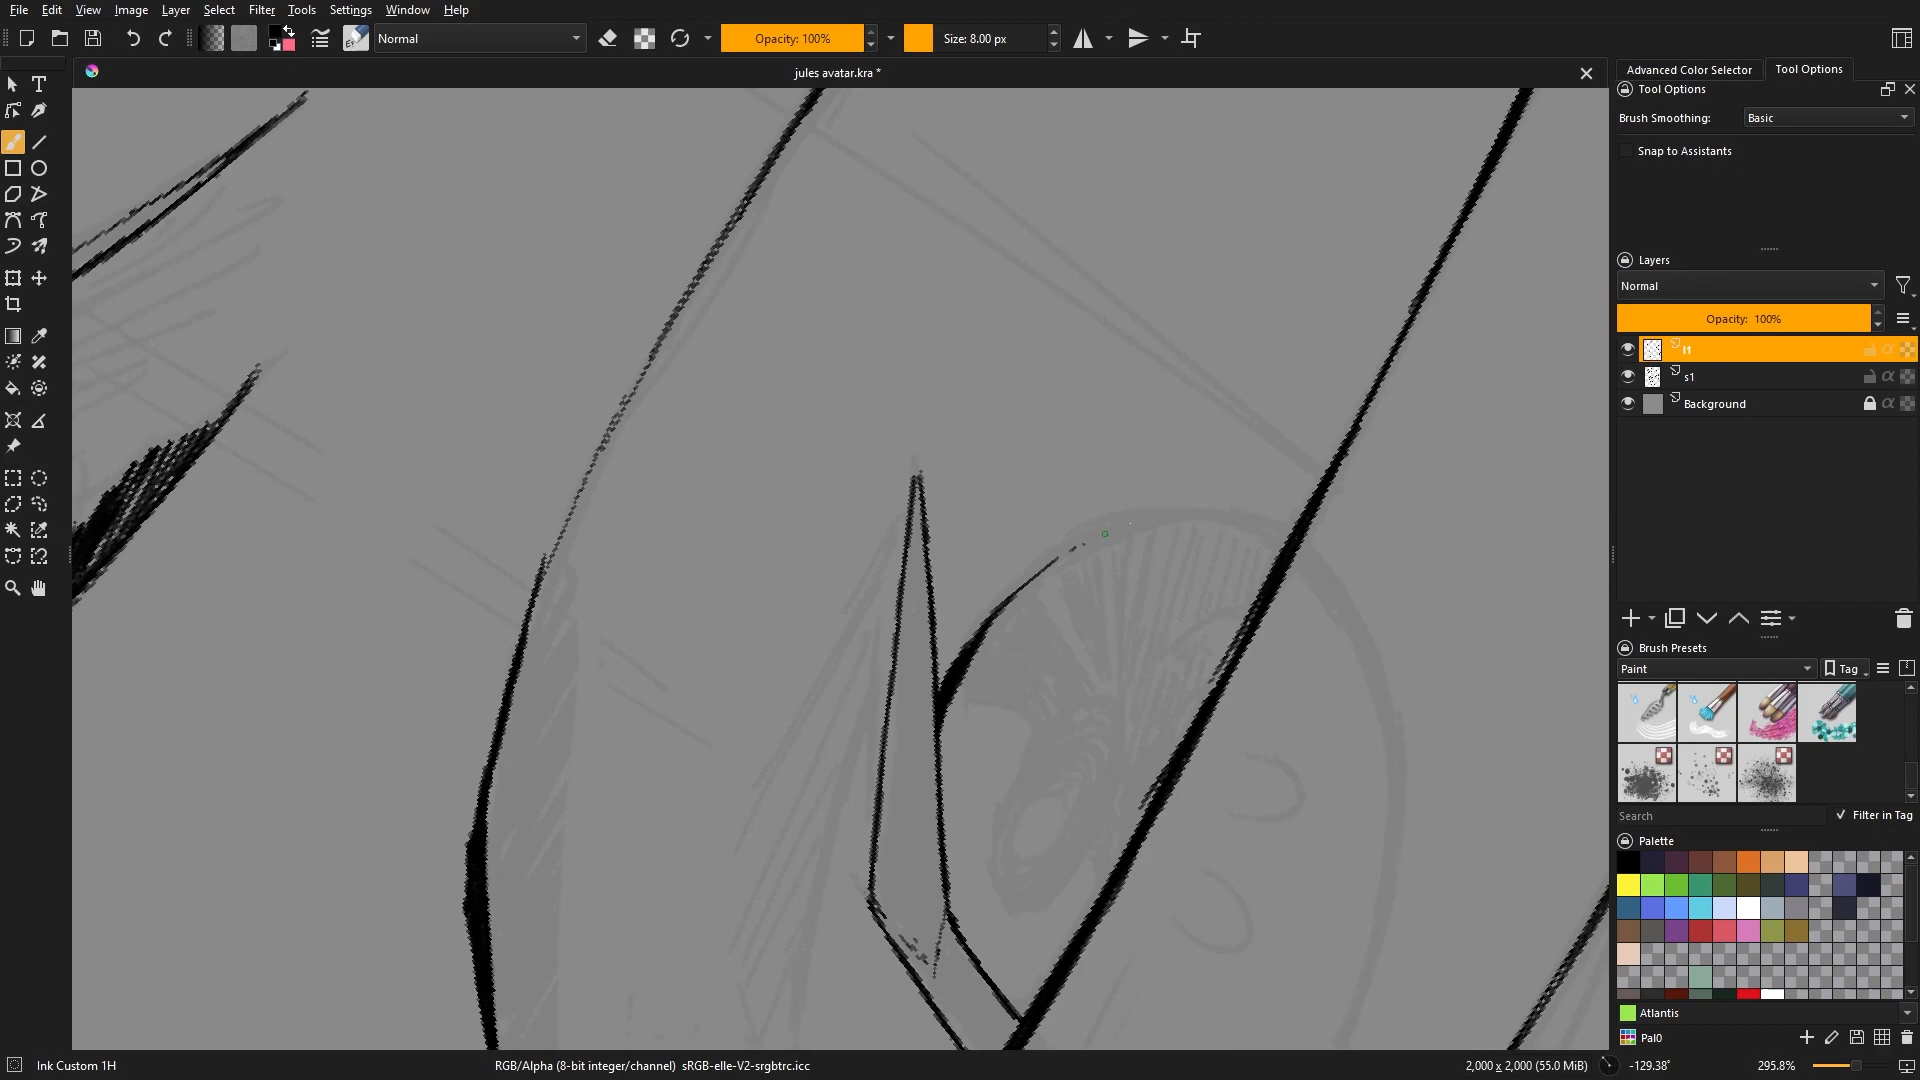 File Edit View Image Layer Filter Tools Settings Window Help
Normal
Opacity: 100%
Size: 8.00 px
jules avatar.kra *
Advanced Color Selector
Tool Options
Tool Options
Brush Smoothing:
Basic
Snap to Assistants
Layers
Normal
Opacity: 100%
l1
s1
Background
Brush Presets
Paint
Tag
Search
Filter in Tag
Palette
Atlantis
Pal0
Ink Custom 1H
RGB/Alpha (8-bit integer/channel) sRGB-elle-V2-srgbtrc.icc
2,000 x 2,000 (55.0 MiB)
-129.38°
295.8%